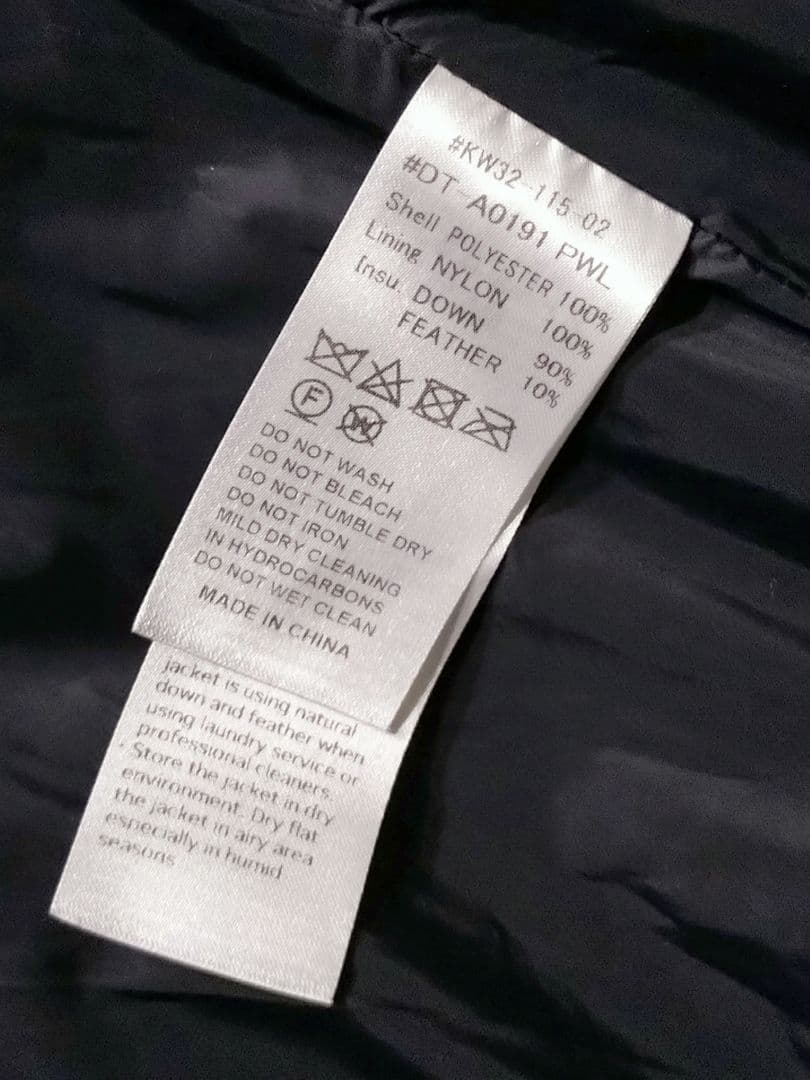 #KW32-115-02
#DT-A0191 PWL
Shell POLYESTER 100%
Lining NYLON 100%
Insu. DOWN 90%
FEATHER 10%
F
W
DO NOT WASH
DO NOT BLEACH
DO NOT TUMBLE DRY
DO NOT IRON
MILD DRY CLEANING
IN HYDROCARBONS
DO NOT WET CLEAN
MADE IN CHINA
jacket is using natural
down and feather when
using laundry service or
professional cleaners.
· Store the jacket in dry
environment. Dry flat
the jacket in airy area
especially in humid
seasons